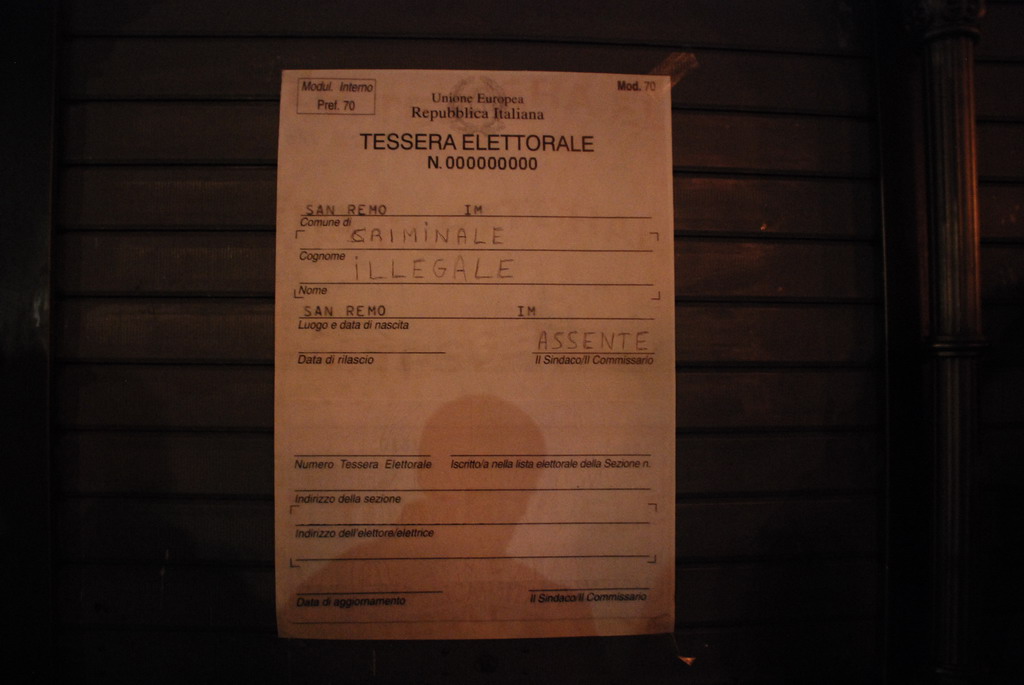 Modul. Interno
Pref. 70
Mod. 70
Unione Europea
Repubblica Italiana
TESSERA ELETTORALE
N. 000000000
SAN REMO IM
Comune di
CRIMINALE
Cognome
ILLEGALE
Nome
SAN REMO IM
Luogo e data di nascita
ASSENTE
Data di rilascio Il Sindaco/Il Commissario
Numero Tessera Elettorale Iscritto/a nella lista elettorale della Sezione n.
Indirizzo della sezione
Indirizzo dell'elettore/elettrice
Data di aggiornamento Il Sindaco/Il Commissario